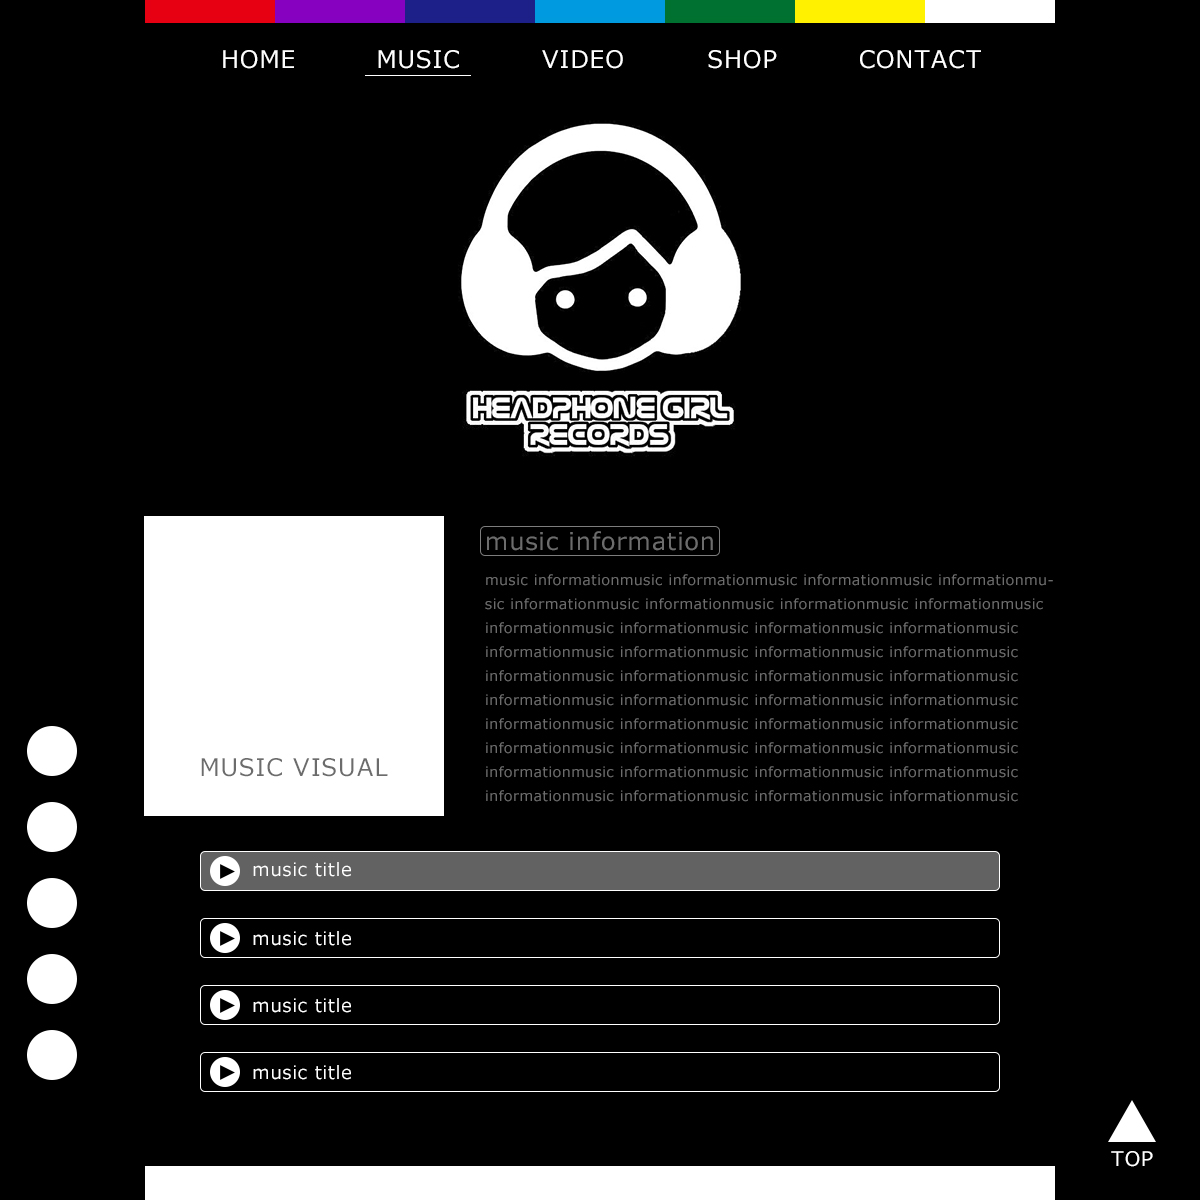 HOME MUSIC VIDEO SHOP CONTACT
HEADPHONE GIRL
RECORDS
MUSIC VISUAL
music information
music informationmusic informationmusic informationmusic informationmu-
sic informationmusic informationmusic informationmusic informationmusic
informationmusic informationmusic informationmusic informationmusic
informationmusic informationmusic informationmusic informationmusic
informationmusic informationmusic informationmusic informationmusic
informationmusic informationmusic informationmusic informationmusic
informationmusic informationmusic informationmusic informationmusic
informationmusic informationmusic informationmusic informationmusic
informationmusic informationmusic informationmusic informationmusic
informationmusic informationmusic informationmusic informationmusic
music title
music title
music title
music title
TOP